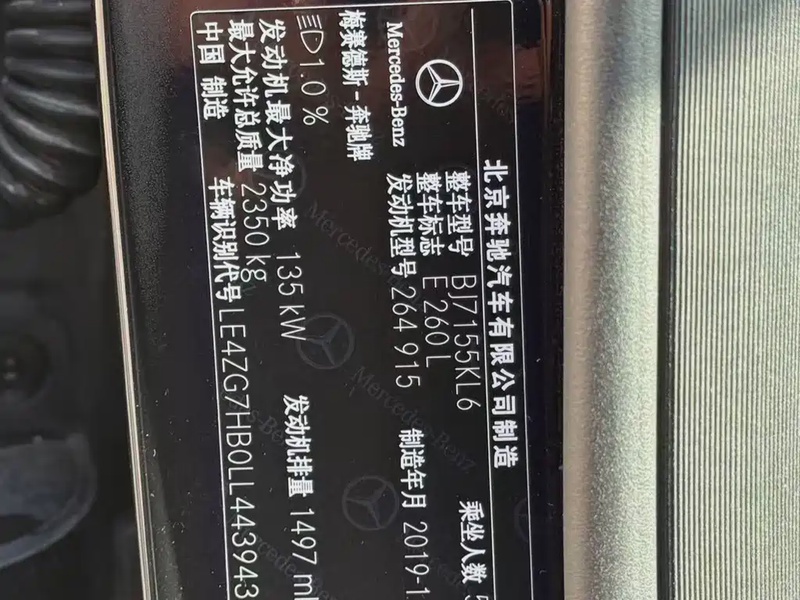 北京奔驰汽车有限公司制造
Mercedes-Benz
整车型号 BJ7155KL6 乘坐人数
整车标志 E 260 L
梅赛德斯-奔驰牌 发动机型号 264 915 制造年月 2019-1
1.0 %
发动机最大净功率 135 kW 发动机排量 1497 ml
最大允许总质量 2350 kg
中国 制造 车辆识别代号 LE4ZG7HB0LL443943